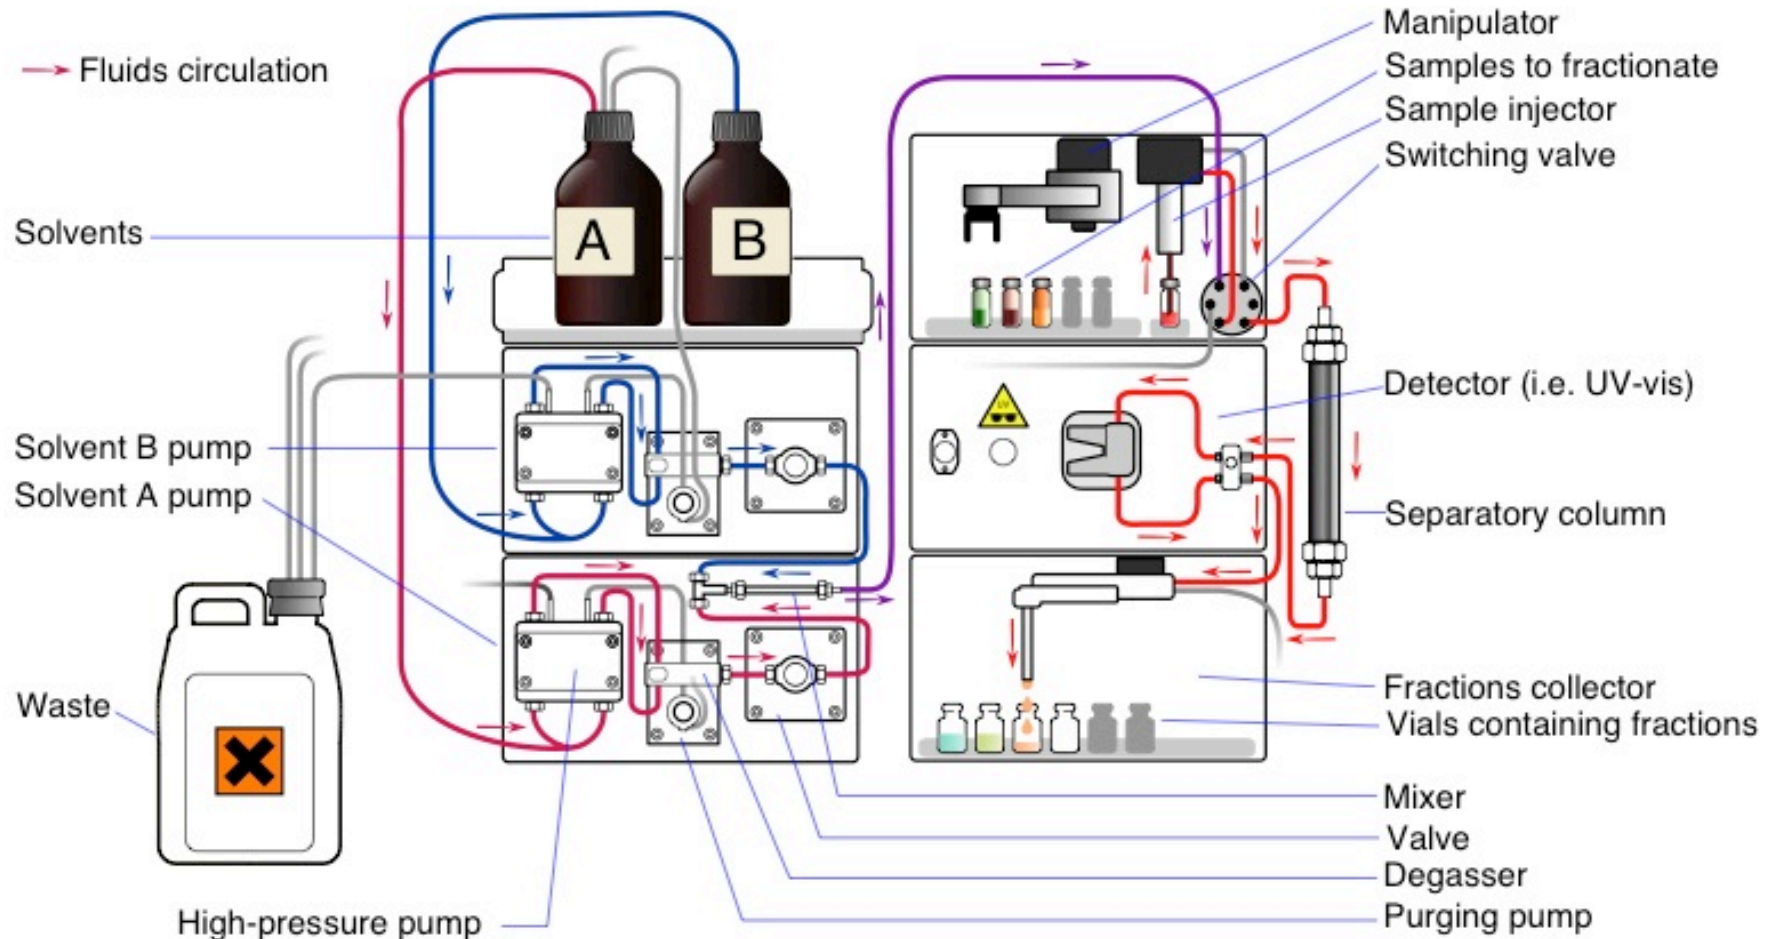 Fluids circulation
Manipulator
Samples to fractionate
Sample injector
Switching valve
Solvents
A
B
UV
Detector (i.e. UV-vis)
Solvent B pump
Solvent A pump
Separatory column
Waste
Fractions collector
Vials containing fractions
Mixer
Valve
Degasser
Purging pump
High-pressure pump